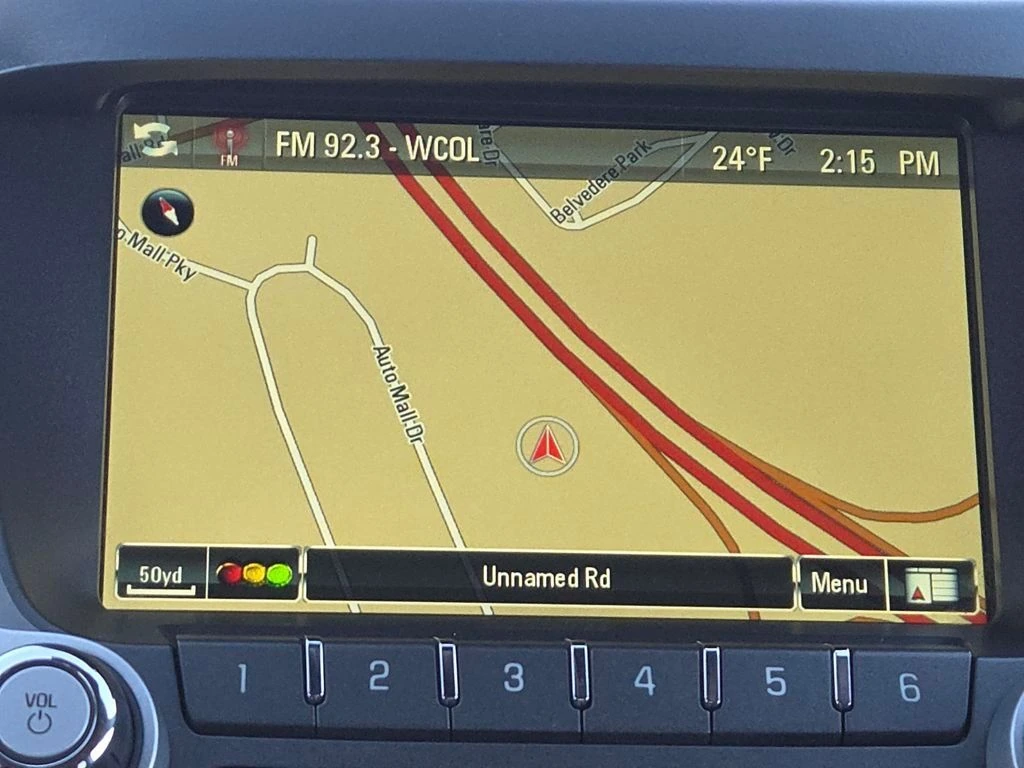 FM
FM 92.3 - WCOL
24°F
2:15 PM
Belvedere Park
Mall Pky
Auto Mall Dr
50yd
Unnamed Rd
Menu
VOL
1
2
3
4
5
6